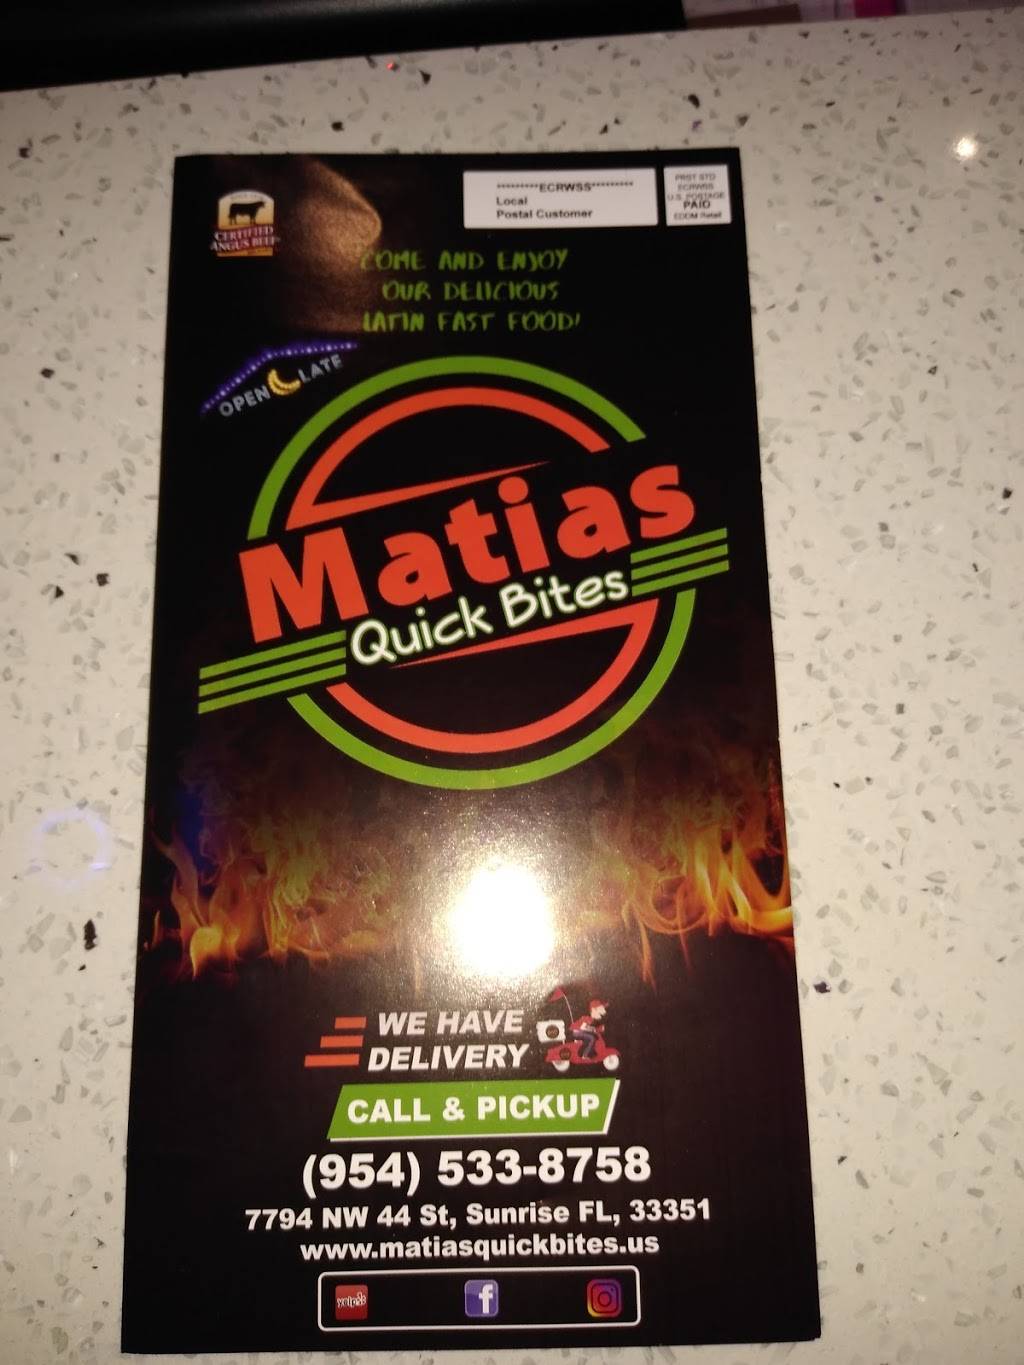 *********ECRWSS*********
Local
Postal Customer
PRST STD
ECRWSS
U.S. POSTAGE
PAID
EDDM Retail
CERTIFIED
ANGUS BEEF
COME AND ENJOY
OUR DELICIOUS
LATIN FAST FOOD!
OPEN LATE
Matias
Quick Bites
WE HAVE
DELIVERY
CALL & PICKUP
(954) 533-8758
7794 NW 44 St, Sunrise FL, 33351
www.matiasquickbites.us
yelp
f